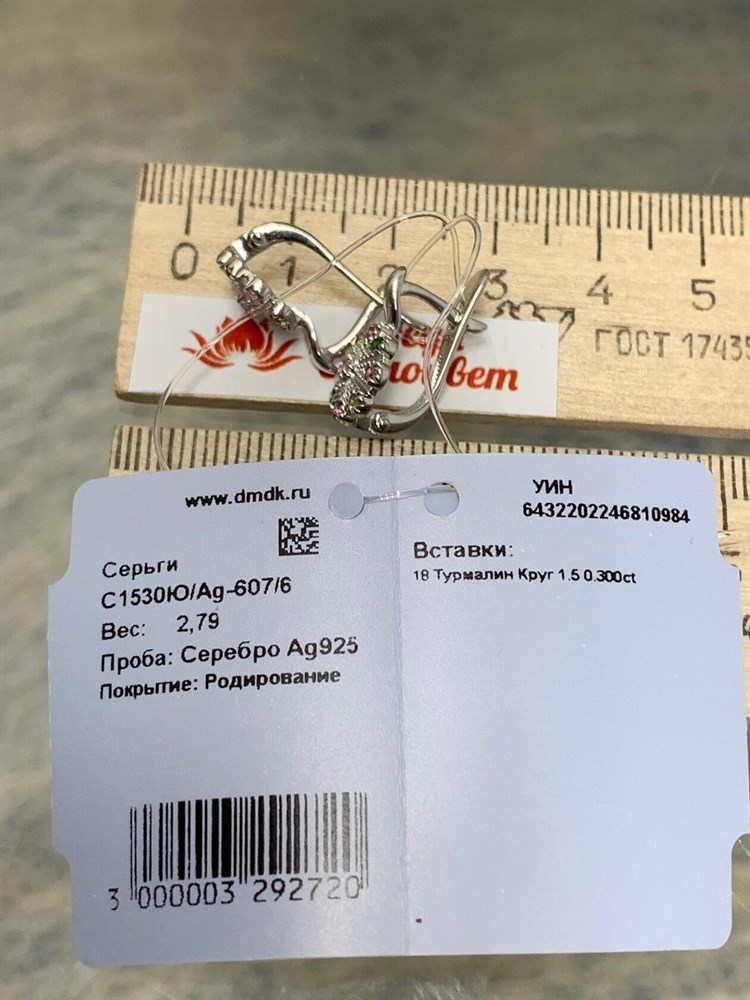 0 1 2 3 4 5
ГОСТ 17435
www.dmdk.ru
Серьги
С1530Ю/Ag-607/6
Вес: 2,79
Проба: Серебро Ag925
Покрытие: Родирование
3 000003 292720
УИН
6432202246810984
Вставки:
18 Турмалин Круг 1.5 0.300ct